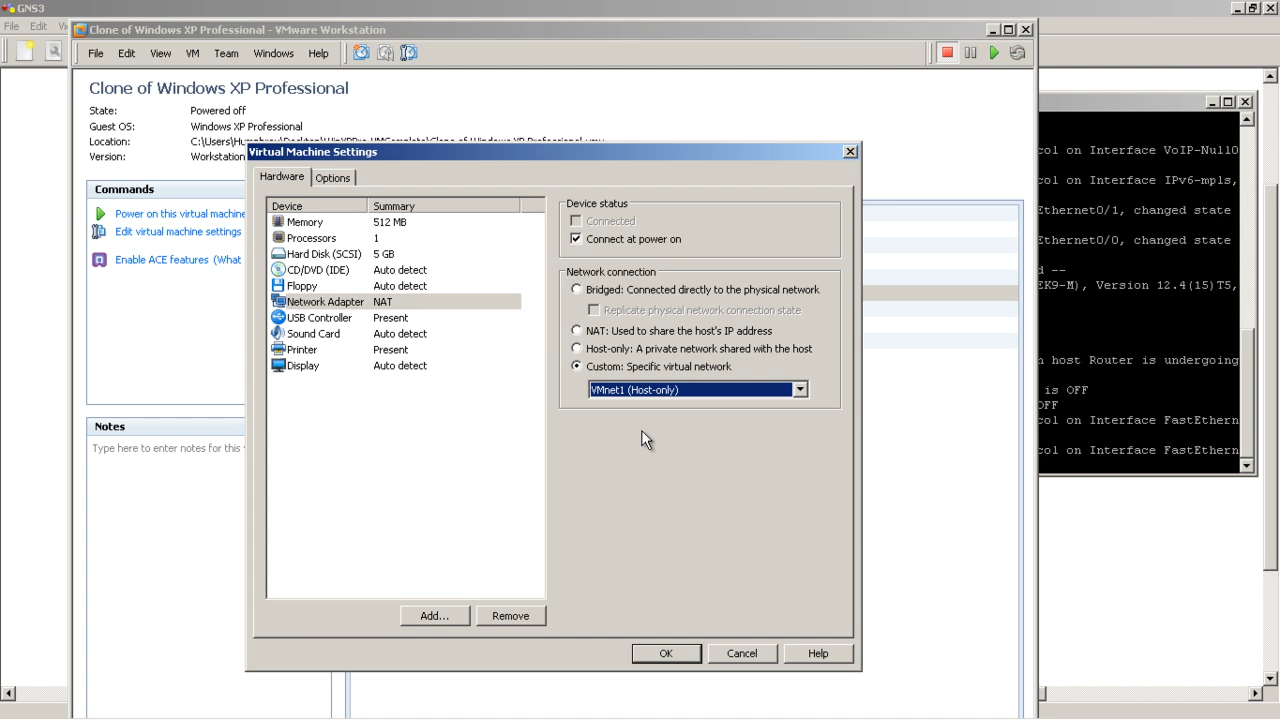 GNS3
File Edit
Clone of Windows XP Professional - VMware Workstation
File Edit View VM Team Windows Help
Clone of Windows XP Professional
State: Powered off
Guest OS: Windows XP Professional
Location:
Version: Workstation
Virtual Machine Settings
Hardware Options
Commands
Power on this virtual machine
Edit virtual machine settings
Enable ACE features (What
Notes
Type here to enter notes for this
Device Summary
Memory 512 MB
Processors 1
Hard Disk (SCSI) 5 GB
CD/DVD (IDE) Auto detect
Floppy Auto detect
Network Adapter NAT
USB Controller Present
Sound Card Auto detect
Printer Present
Display Auto detect
Add... Remove
Device status
Connected
Connect at power on
Network connection
Bridged: Connected directly to the physical network
Replicate physical network connection state
NAT: Used to share the host's IP address
Host-only: A private network shared with the host
Custom: Specific virtual network
VMnet1 (Host-only)
OK Cancel Help
col on Interface VoIP-Null0
col on Interface IPv6-mpls,
Ethernet0/1, changed state
Ethernet0/0, changed state
d --
EK9-M), Version 12.4(15)T5,
n host Router is undergoing
is OFF
OFF
col on Interface FastEthern
col on Interface FastEthern